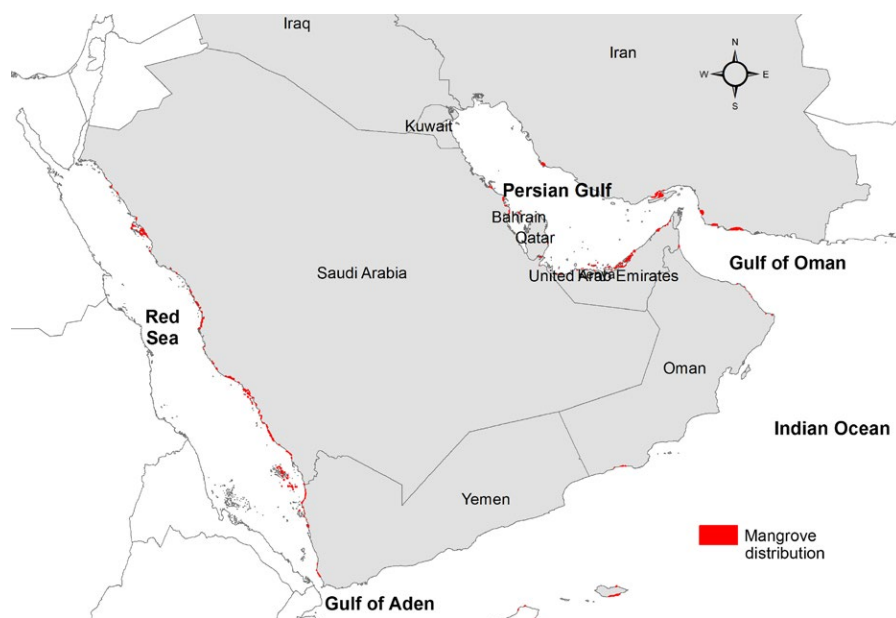 Iraq
Iran
N
W E
S
Kuwait
Persian Gulf
Bahrain
Qatar
Saudi Arabia
Gulf of Oman
United Arab Emirates
Kenya
Red
Sea
Oman
Indian Ocean
Yemen
Mangrove
distribution
Gulf of Aden